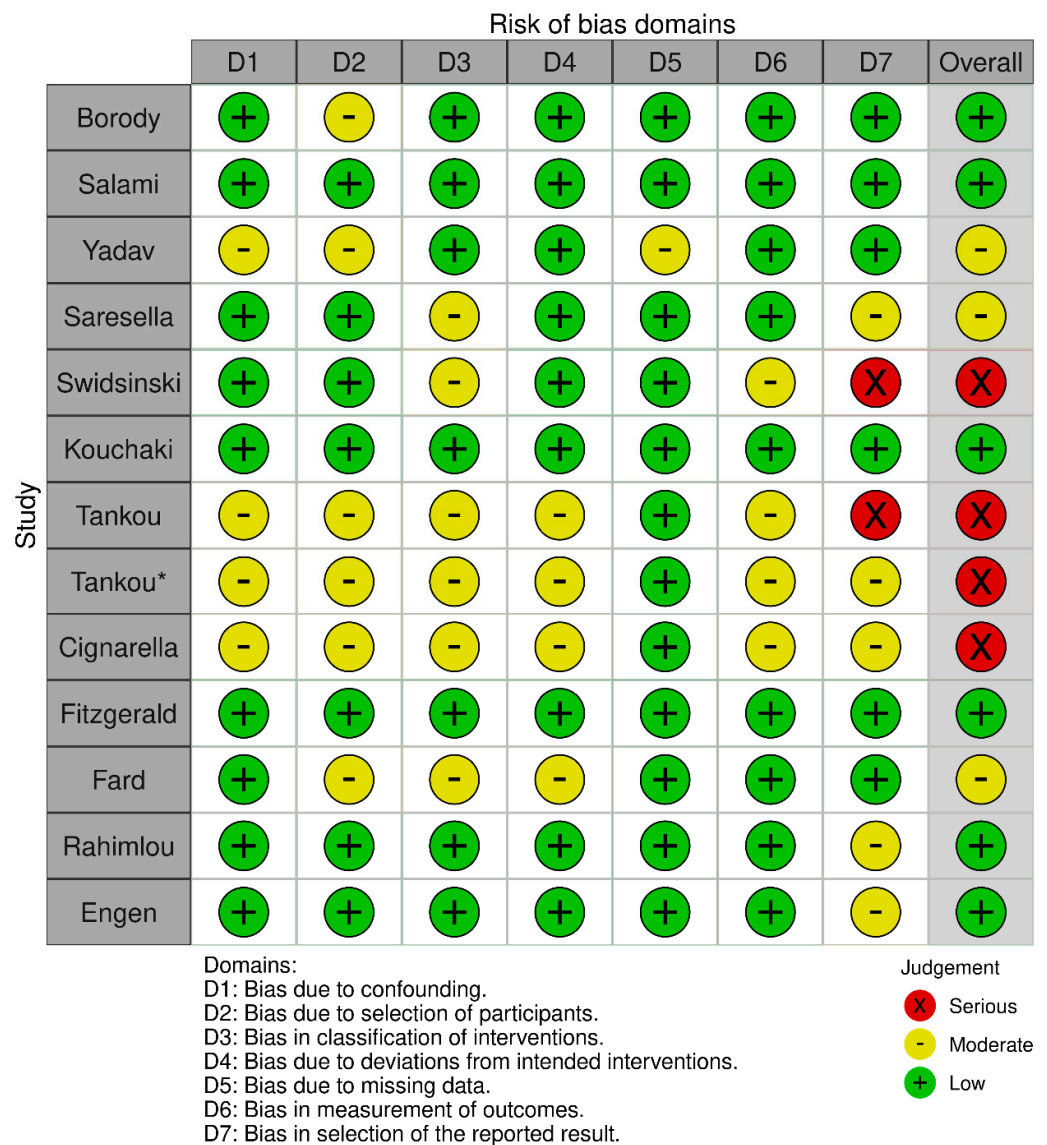 Risk of bias domains
D1 D2 D3 D4 D5 D6 D7 Overall
Study
Borody + - + + + + + +
Salami + + + + + + + +
Yadav - - + + - + + -
Saresella + + - + + + - -
Swidsinski + + - + + - X X
Kouchaki + + + + + + + +
Tankou - - - - + - X X
Tankou* - - - - + - - X
Cignarella - - - - + - - X
Fitzgerald + + + + + + + +
Fard + - - - + + + -
Rahimlou + + + + + + - +
Engen + + + + + + - +
Domains:
D1: Bias due to confounding.
D2: Bias due to selection of participants.
D3: Bias in classification of interventions.
D4: Bias due to deviations from intended interventions.
D5: Bias due to missing data.
D6: Bias in measurement of outcomes.
D7: Bias in selection of the reported result.
Judgement
X Serious
- Moderate
+ Low